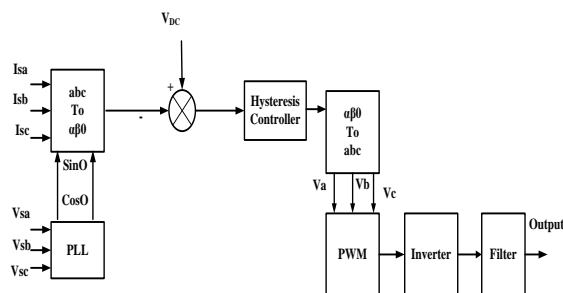 V_DC
Isa
Isb
Isc
abc
To
αβ0
+
-
Hysteresis
Controller
αβ0
To
abc
SinO
CosO
Va
Vb
Vc
Vsa
Vsb
Vsc
PLL
PWM
Inverter
Filter
Output